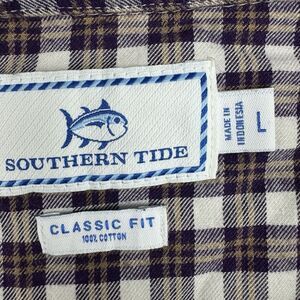 SOUTHERN TIDE
L
MADE IN
INDONESIA
CLASSIC FIT
100% COTTON